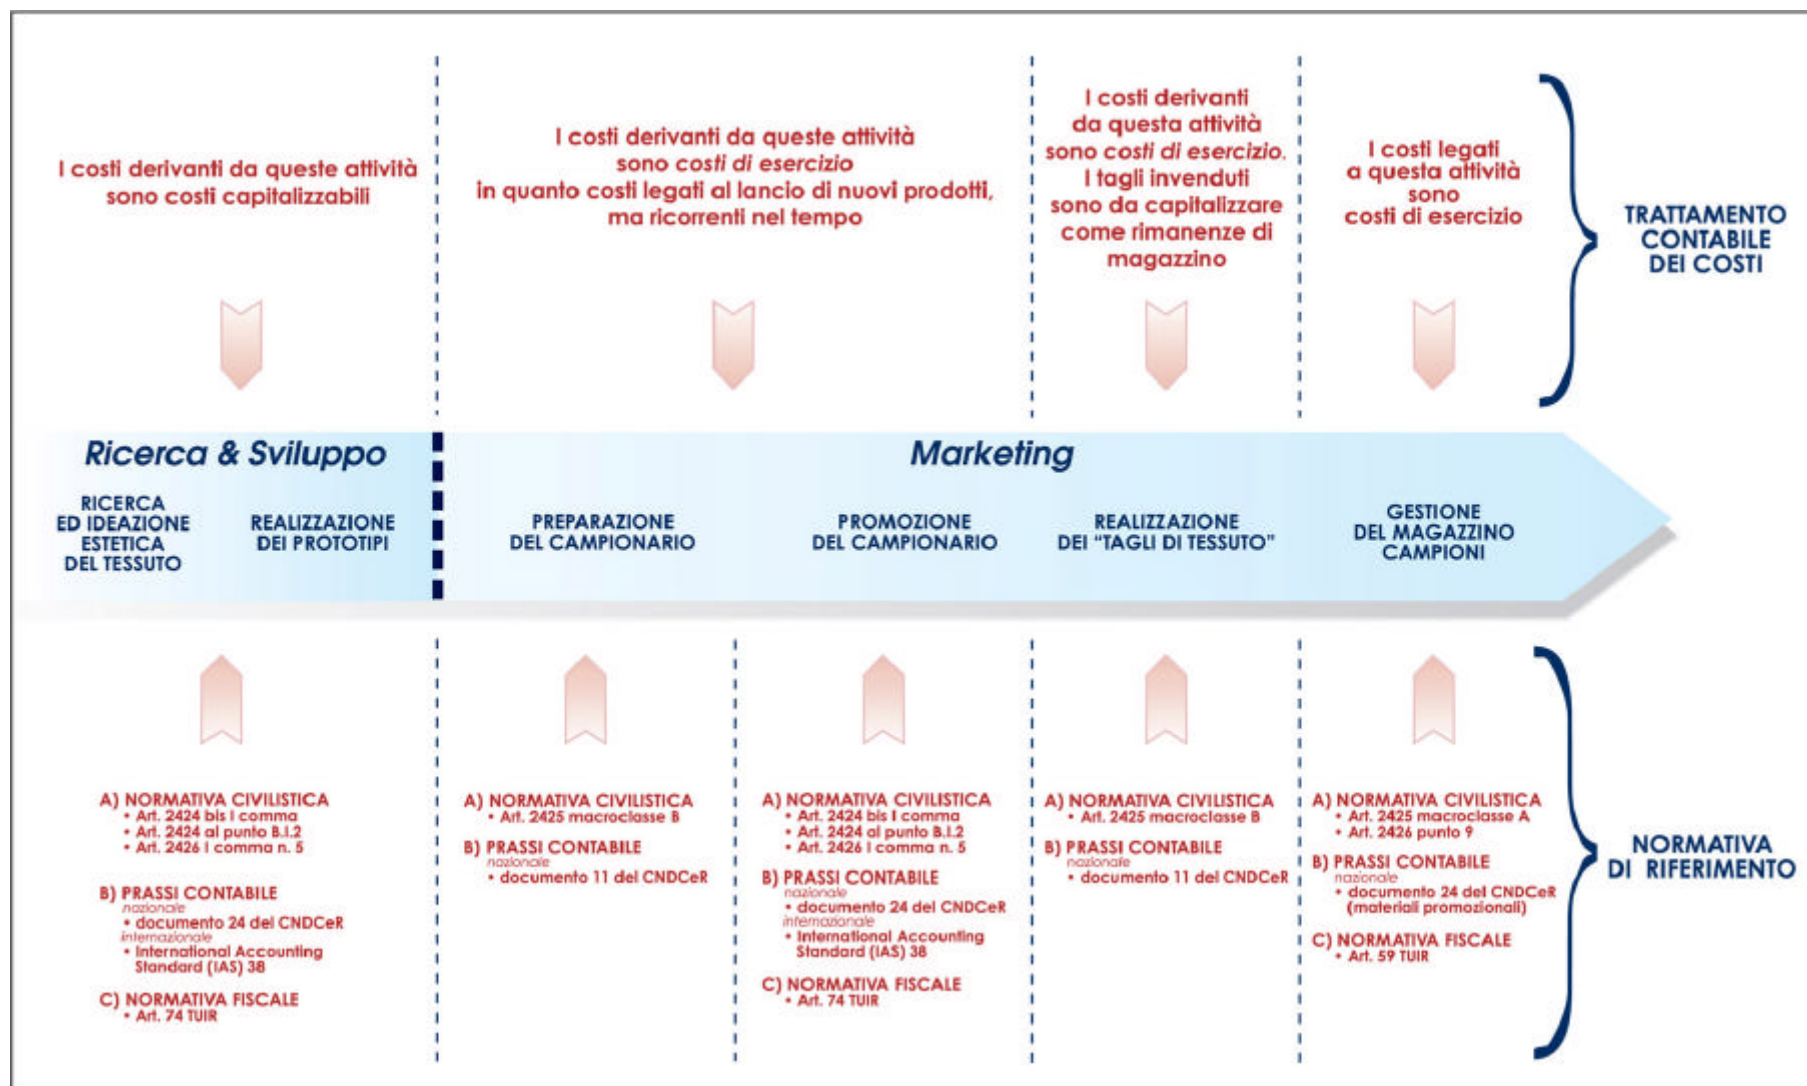 I costi derivanti da queste attività
sono costi capitalizzabili
I costi derivanti da queste attività
sono costi di esercizio
in quanto costi legati al lancio di nuovi prodotti,
ma ricorrenti nel tempo
I costi derivanti
da questa attività
sono costi di esercizio.
I tagli invenduti
sono da capitalizzare
come rimanenze di
magazzino
I costi legati
a questa attività
sono
costi di esercizio
TRATTAMENTO
CONTABILE
DEI COSTI
Ricerca & Sviluppo
Marketing
RICERCA
ED IDEAZIONE
ESTETICA
DEL TESSUTO
REALIZZAZIONE
DEI PROTOTIPI
PREPARAZIONE
DEL CAMPIONARIO
PROMOZIONE
DEL CAMPIONARIO
REALIZZAZIONE
DEI “TAGLI DI TESSUTO”
GESTIONE
DEL MAGAZZINO
CAMPIONI
A) NORMATIVA CIVILISTICA
• Art. 2424 bis I comma
• Art. 2424 al punto B.I.2
• Art. 2426 I comma n. 5
B) PRASSI CONTABILE
nazionale
• documento 24 del CNDCeR
internazionale
• International Accounting
Standard (IAS) 38
C) NORMATIVA FISCALE
• Art. 74 TUIR
A) NORMATIVA CIVILISTICA
• Art. 2425 macroclasse B
B) PRASSI CONTABILE
nazionale
• documento 11 del CNDCeR
A) NORMATIVA CIVILISTICA
• Art. 2424 bis I comma
• Art. 2424 al punto B.I.2
• Art. 2426 I comma n. 5
B) PRASSI CONTABILE
nazionale
• documento 24 del CNDCeR
internazionale
• International Accounting
Standard (IAS) 38
C) NORMATIVA FISCALE
• Art. 74 TUIR
A) NORMATIVA CIVILISTICA
• Art. 2425 macroclasse B
B) PRASSI CONTABILE
nazionale
• documento 11 del CNDCeR
A) NORMATIVA CIVILISTICA
• Art. 2425 macroclasse A
• Art. 2426 punto 9
B) PRASSI CONTABILE
nazionale
• documento 24 del CNDCeR
(materiali promozionali)
C) NORMATIVA FISCALE
• Art. 59 TUIR
NORMATIVA
DI RIFERIMENTO